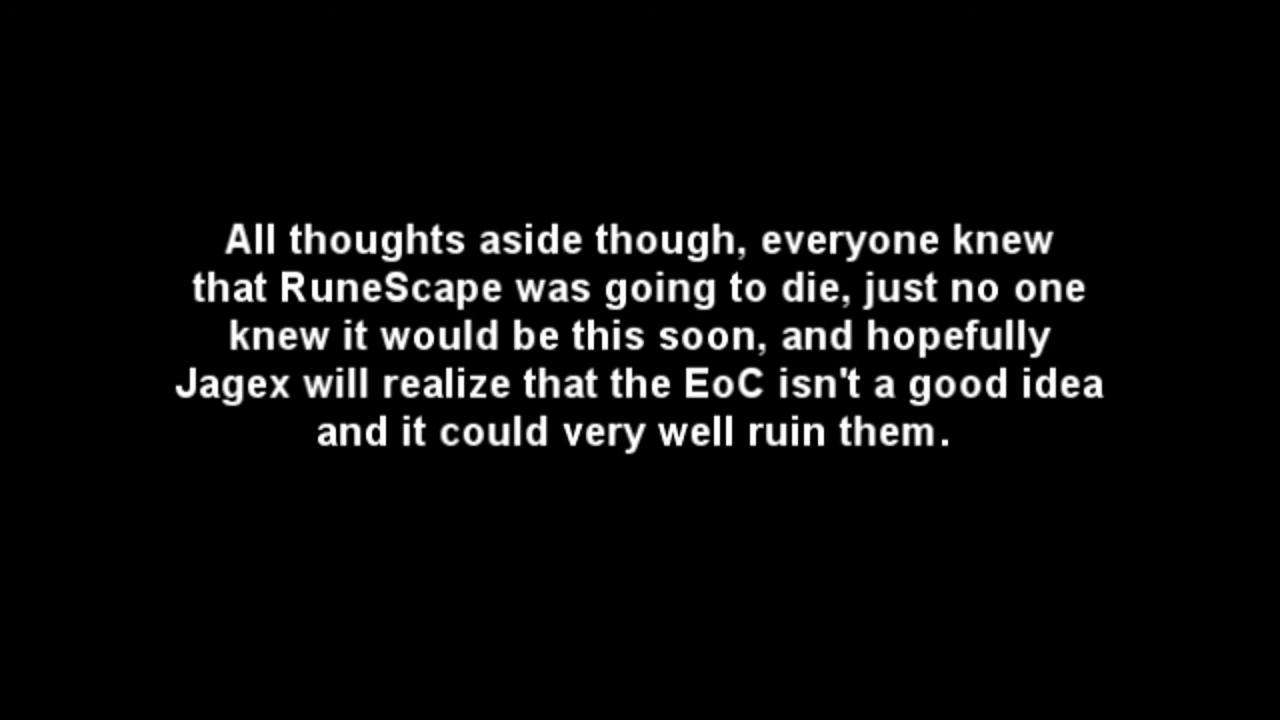 All thoughts aside though, everyone knew
that RuneScape was going to die, just no one
knew it would be this soon, and hopefully
Jagex will realize that the EoC isn't a good idea
and it could very well ruin them.